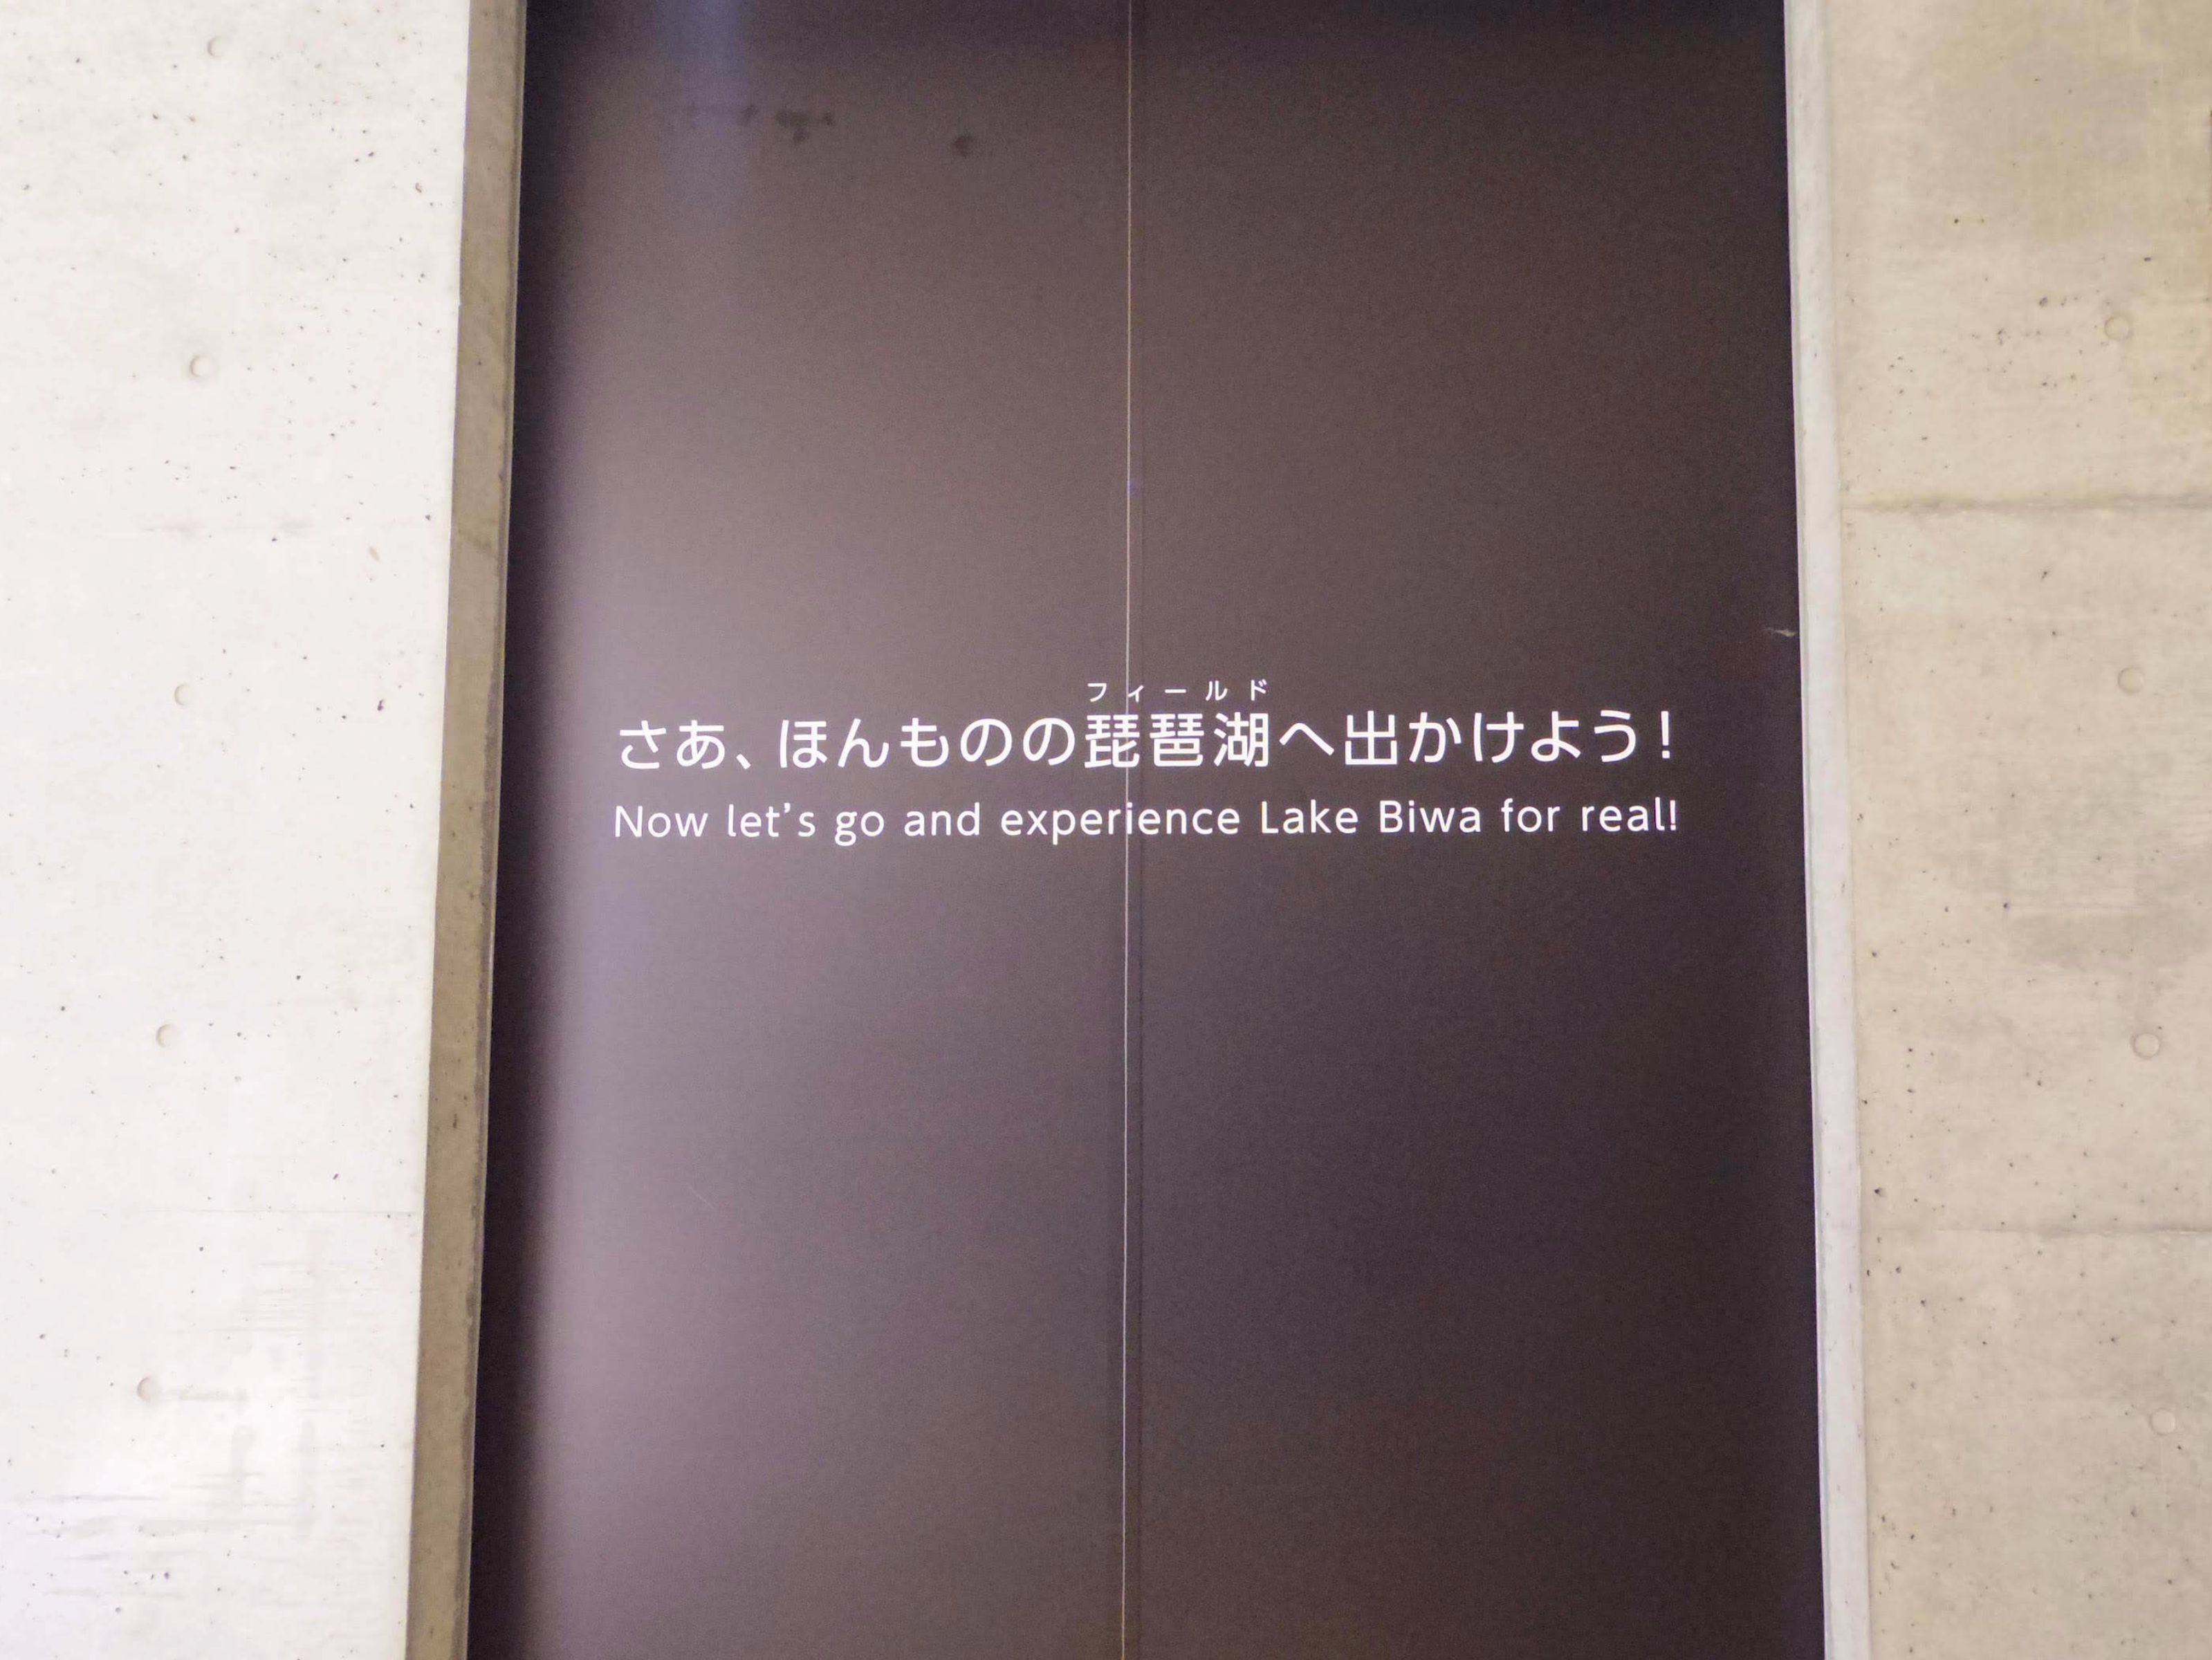 フィールド
さあ、ほんものの琵琶湖へ出かけよう！
Now let's go and experience Lake Biwa for real!